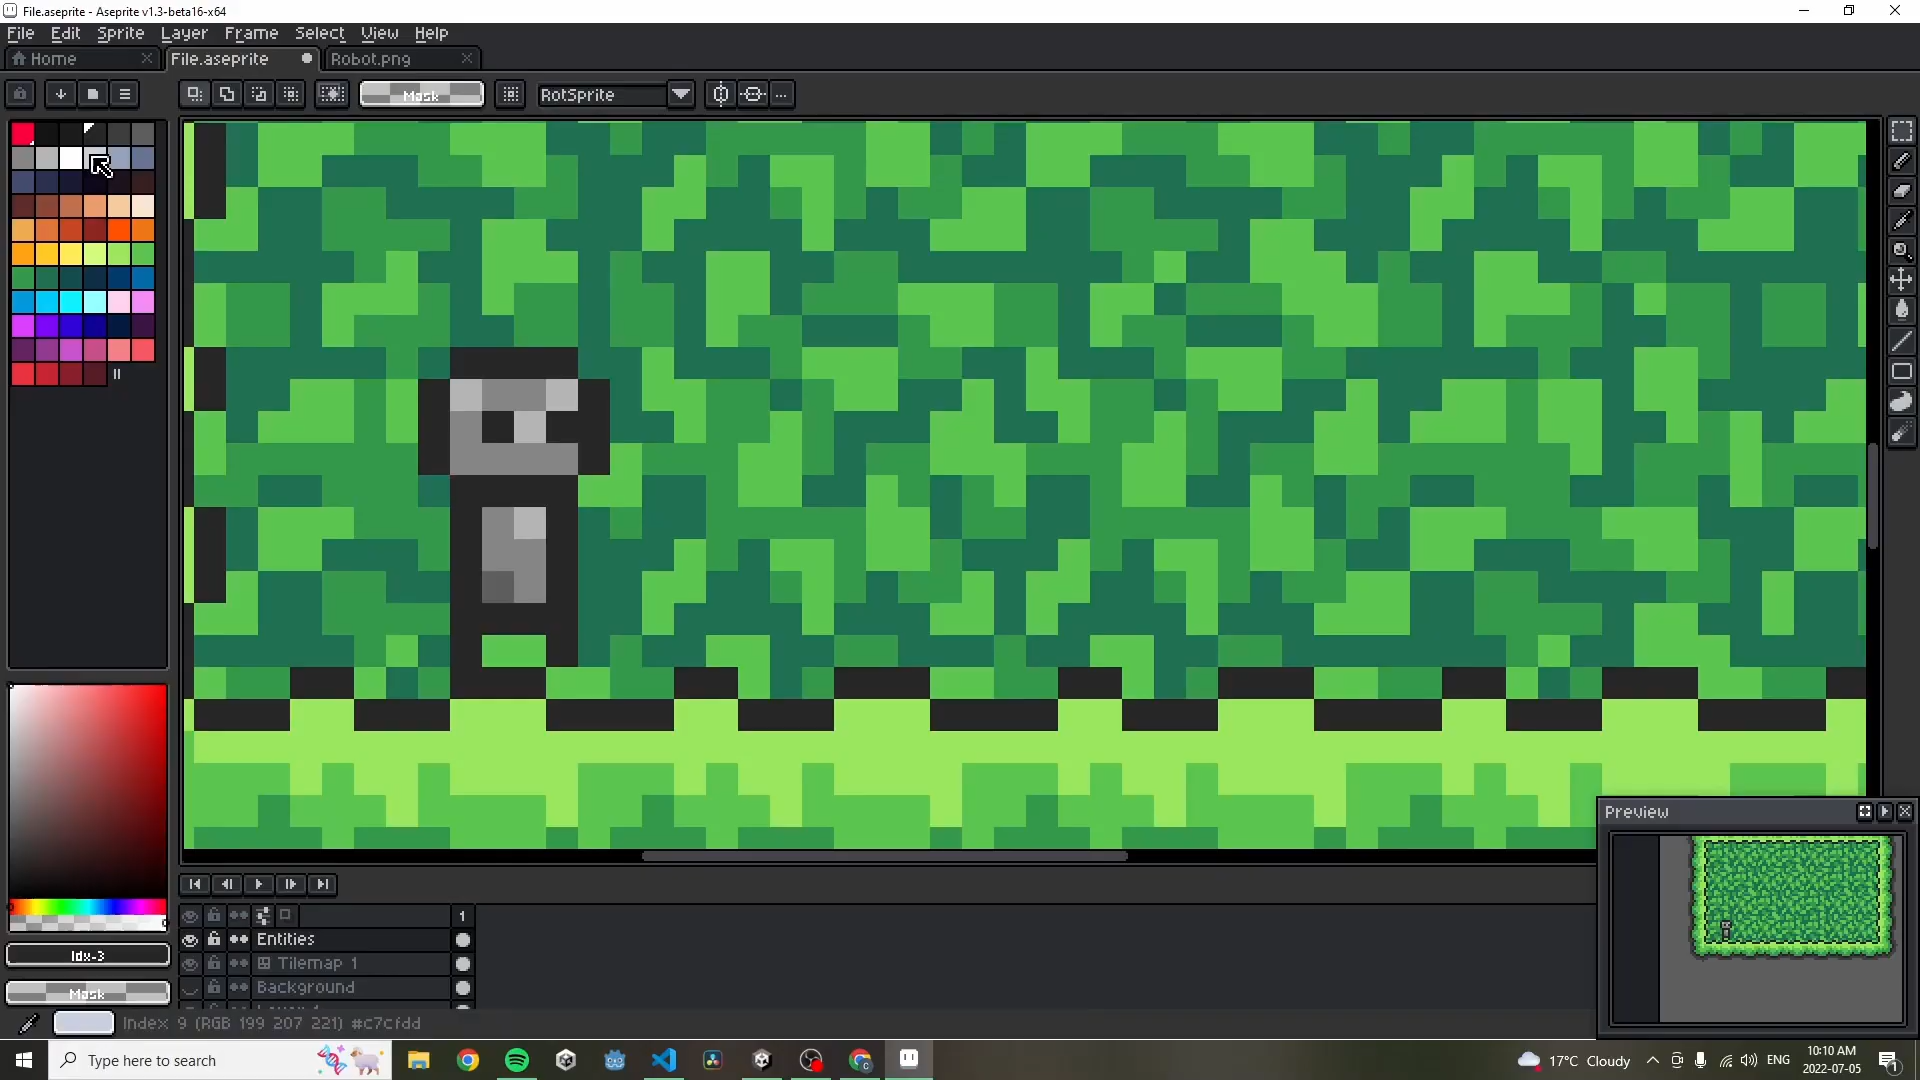 File.aseprite - Aseprite v1.3-beta16-x64
File Edit Sprite Layer Frame Select View Help
Home File.aseprite Robot.png
Mask RotSprite
Preview
1
Entities
Tilemap 1
Background
Idx-3
Mask
Index 9 (RGB 199 207 221) #c7cfdd
Type here to search
17°C Cloudy
ENG
10:10 AM
2022-07-05